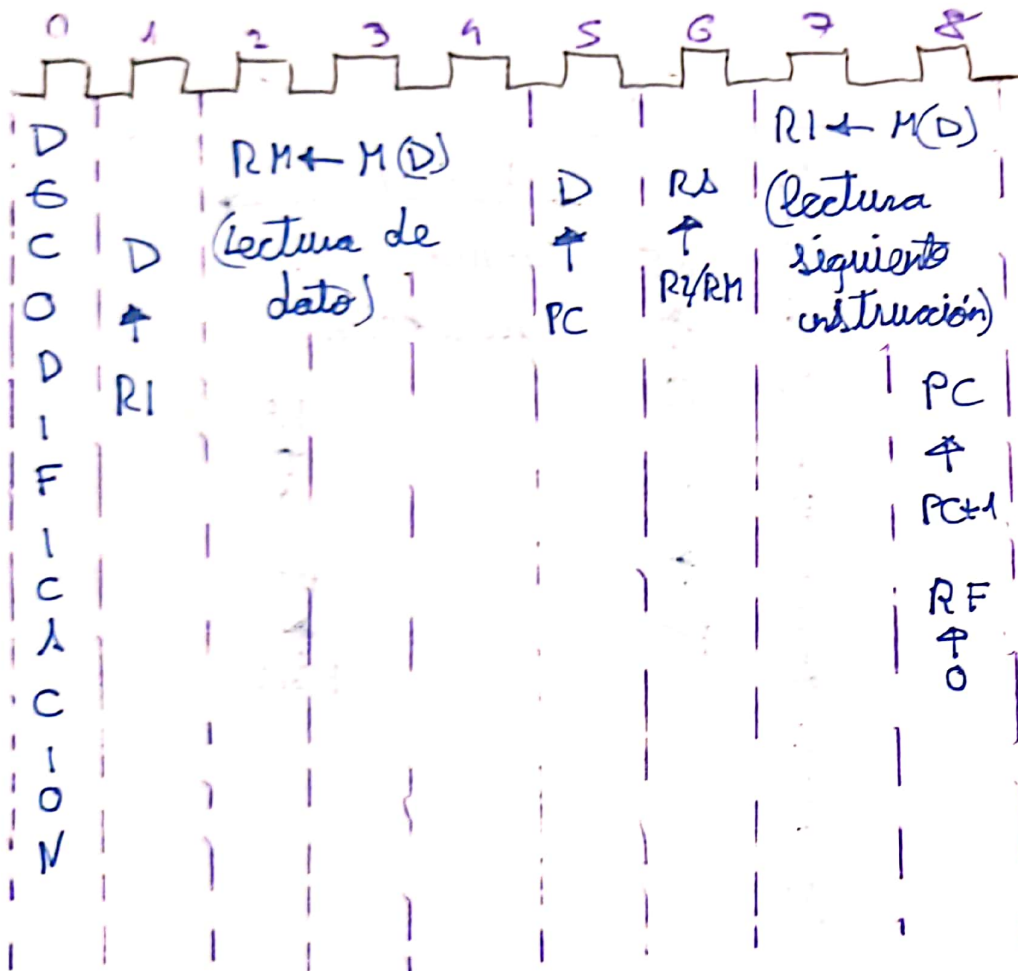 0 1 2 3 4 5 6 7 8
DECODIFICACION
D
↑
RI
RM ← M(D)
(lectura de
dato)
D
↑
PC
RS
↑
R2/RM
RI ← M(D)
(lectura
siguiente
instrucción)
PC
↑
PC+1
RF
↑
0